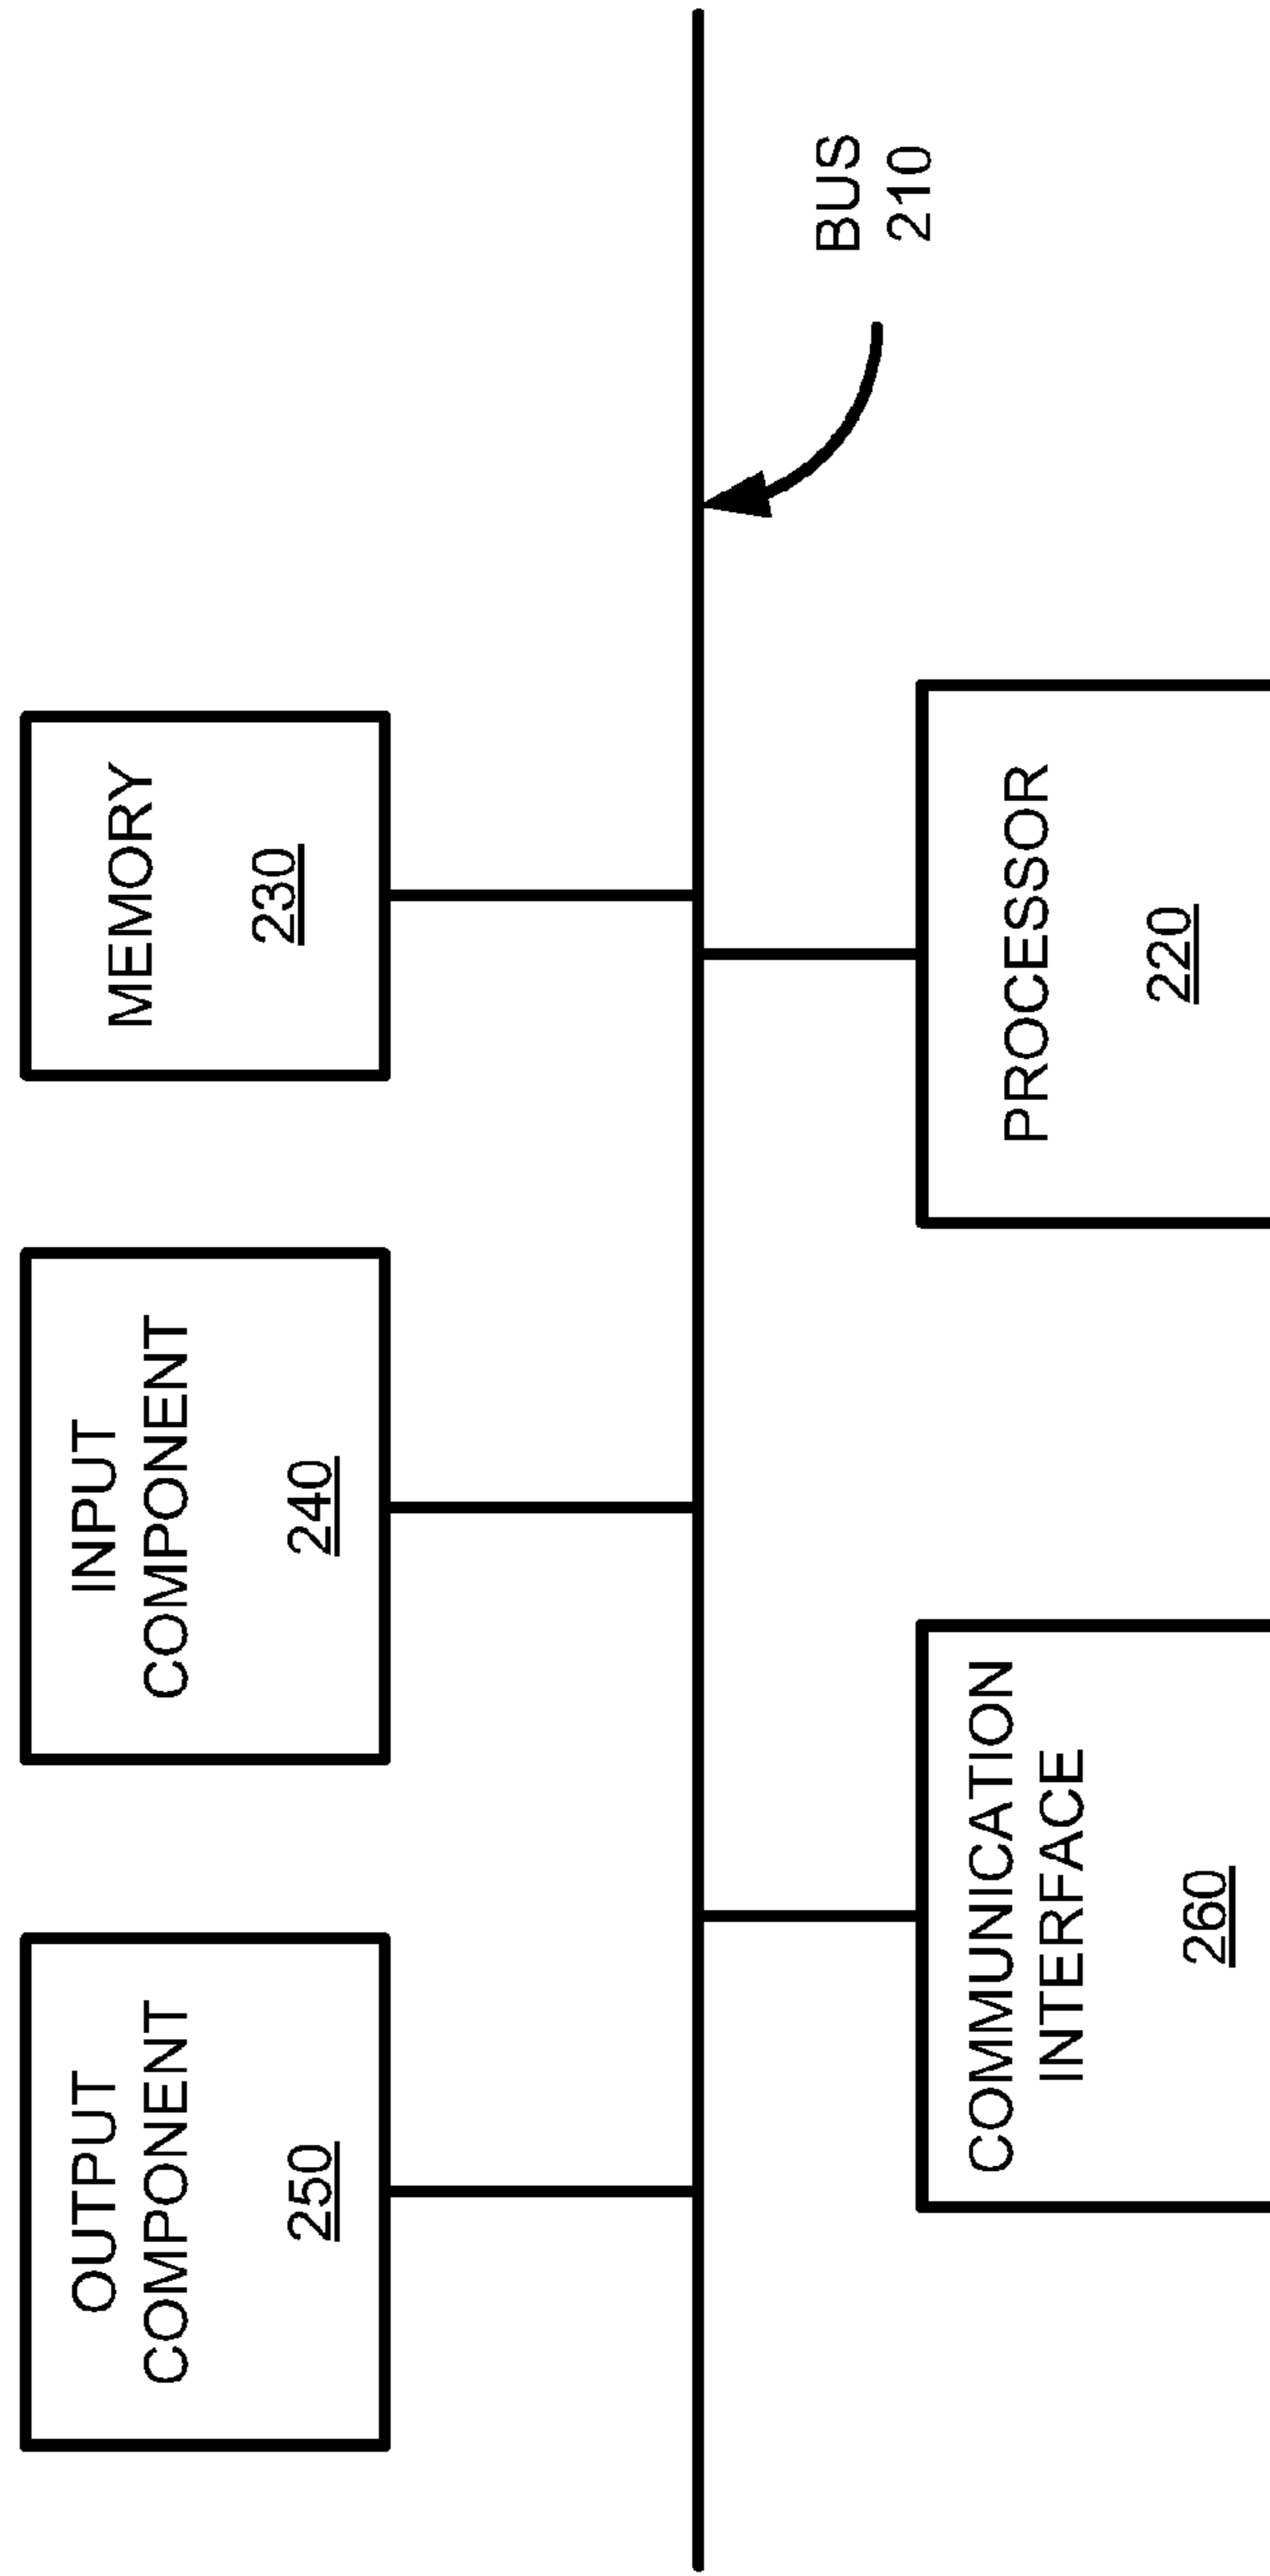 OUTPUT
COMPONENT
250
INPUT
COMPONENT
240
MEMORY
230
BUS
210
COMMUNICATION
INTERFACE
260
PROCESSOR
220